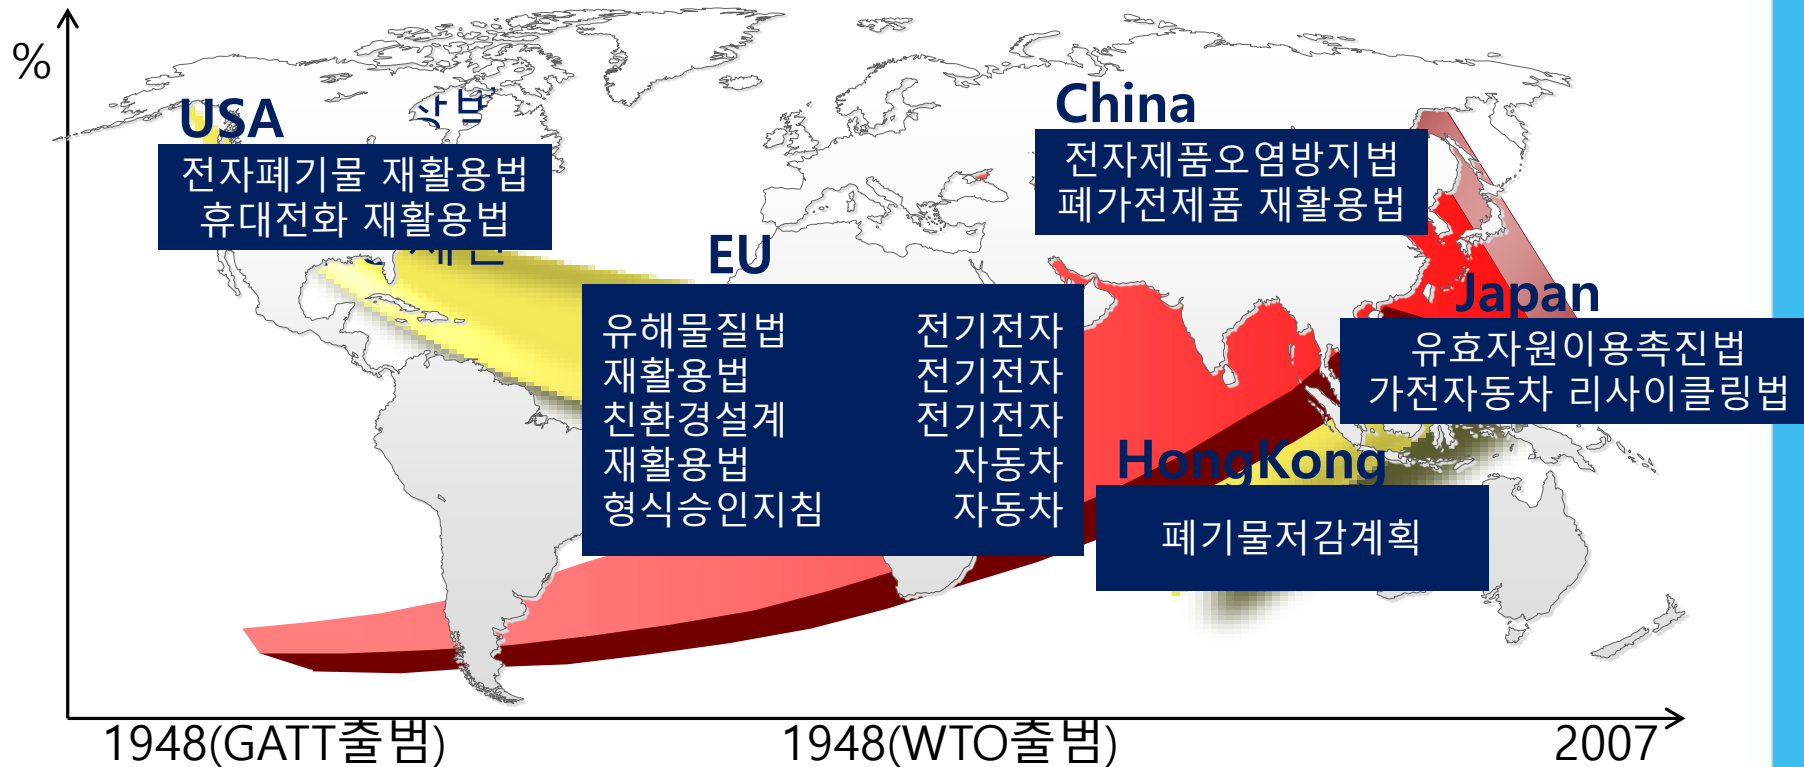 %
USA
전자폐기물 재활용법
휴대전화 재활용법
China
전자제품오염방지법
폐가전제품 재활용법
EU
유해물질법 전기전자
재활용법 전기전자
친환경설계 전기전자
재활용법 자동차
형식승인지침 자동차
Japan
유효자원이용촉진법
가전자동차 리사이클링법
HongKong
폐기물저감계획
1948(GATT출범) 1948(WTO출범) 2007